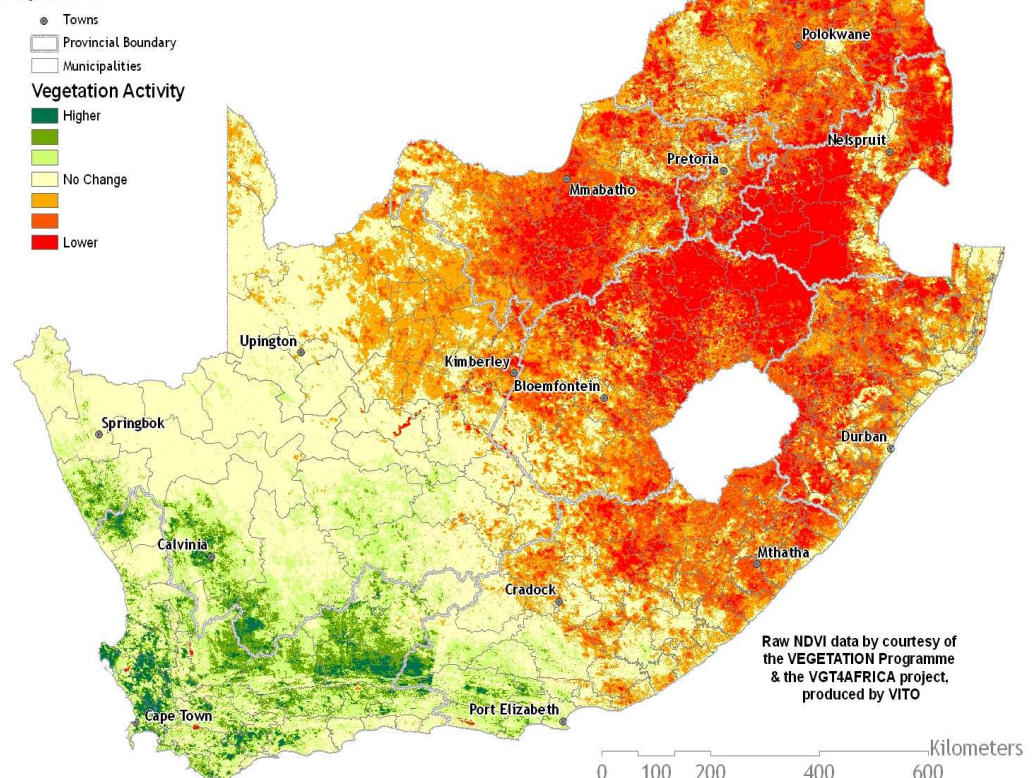 Towns
Provincial Boundary
Municipalities
Vegetation Activity
Higher
No Change
Lower
Polokwane
Nelspruit
Pretoria
Mmabatho
Upington
Kimberley
Bloemfontein
Springbok
Durban
Calvinia
Mthatha
Cradock
Raw NDVI data by courtesy of
the VEGETATION Programme
& the VGT4AFRICA project,
produced by VITO
Port Elizabeth
Cape Town
Kilometers
0 100 200 400 600